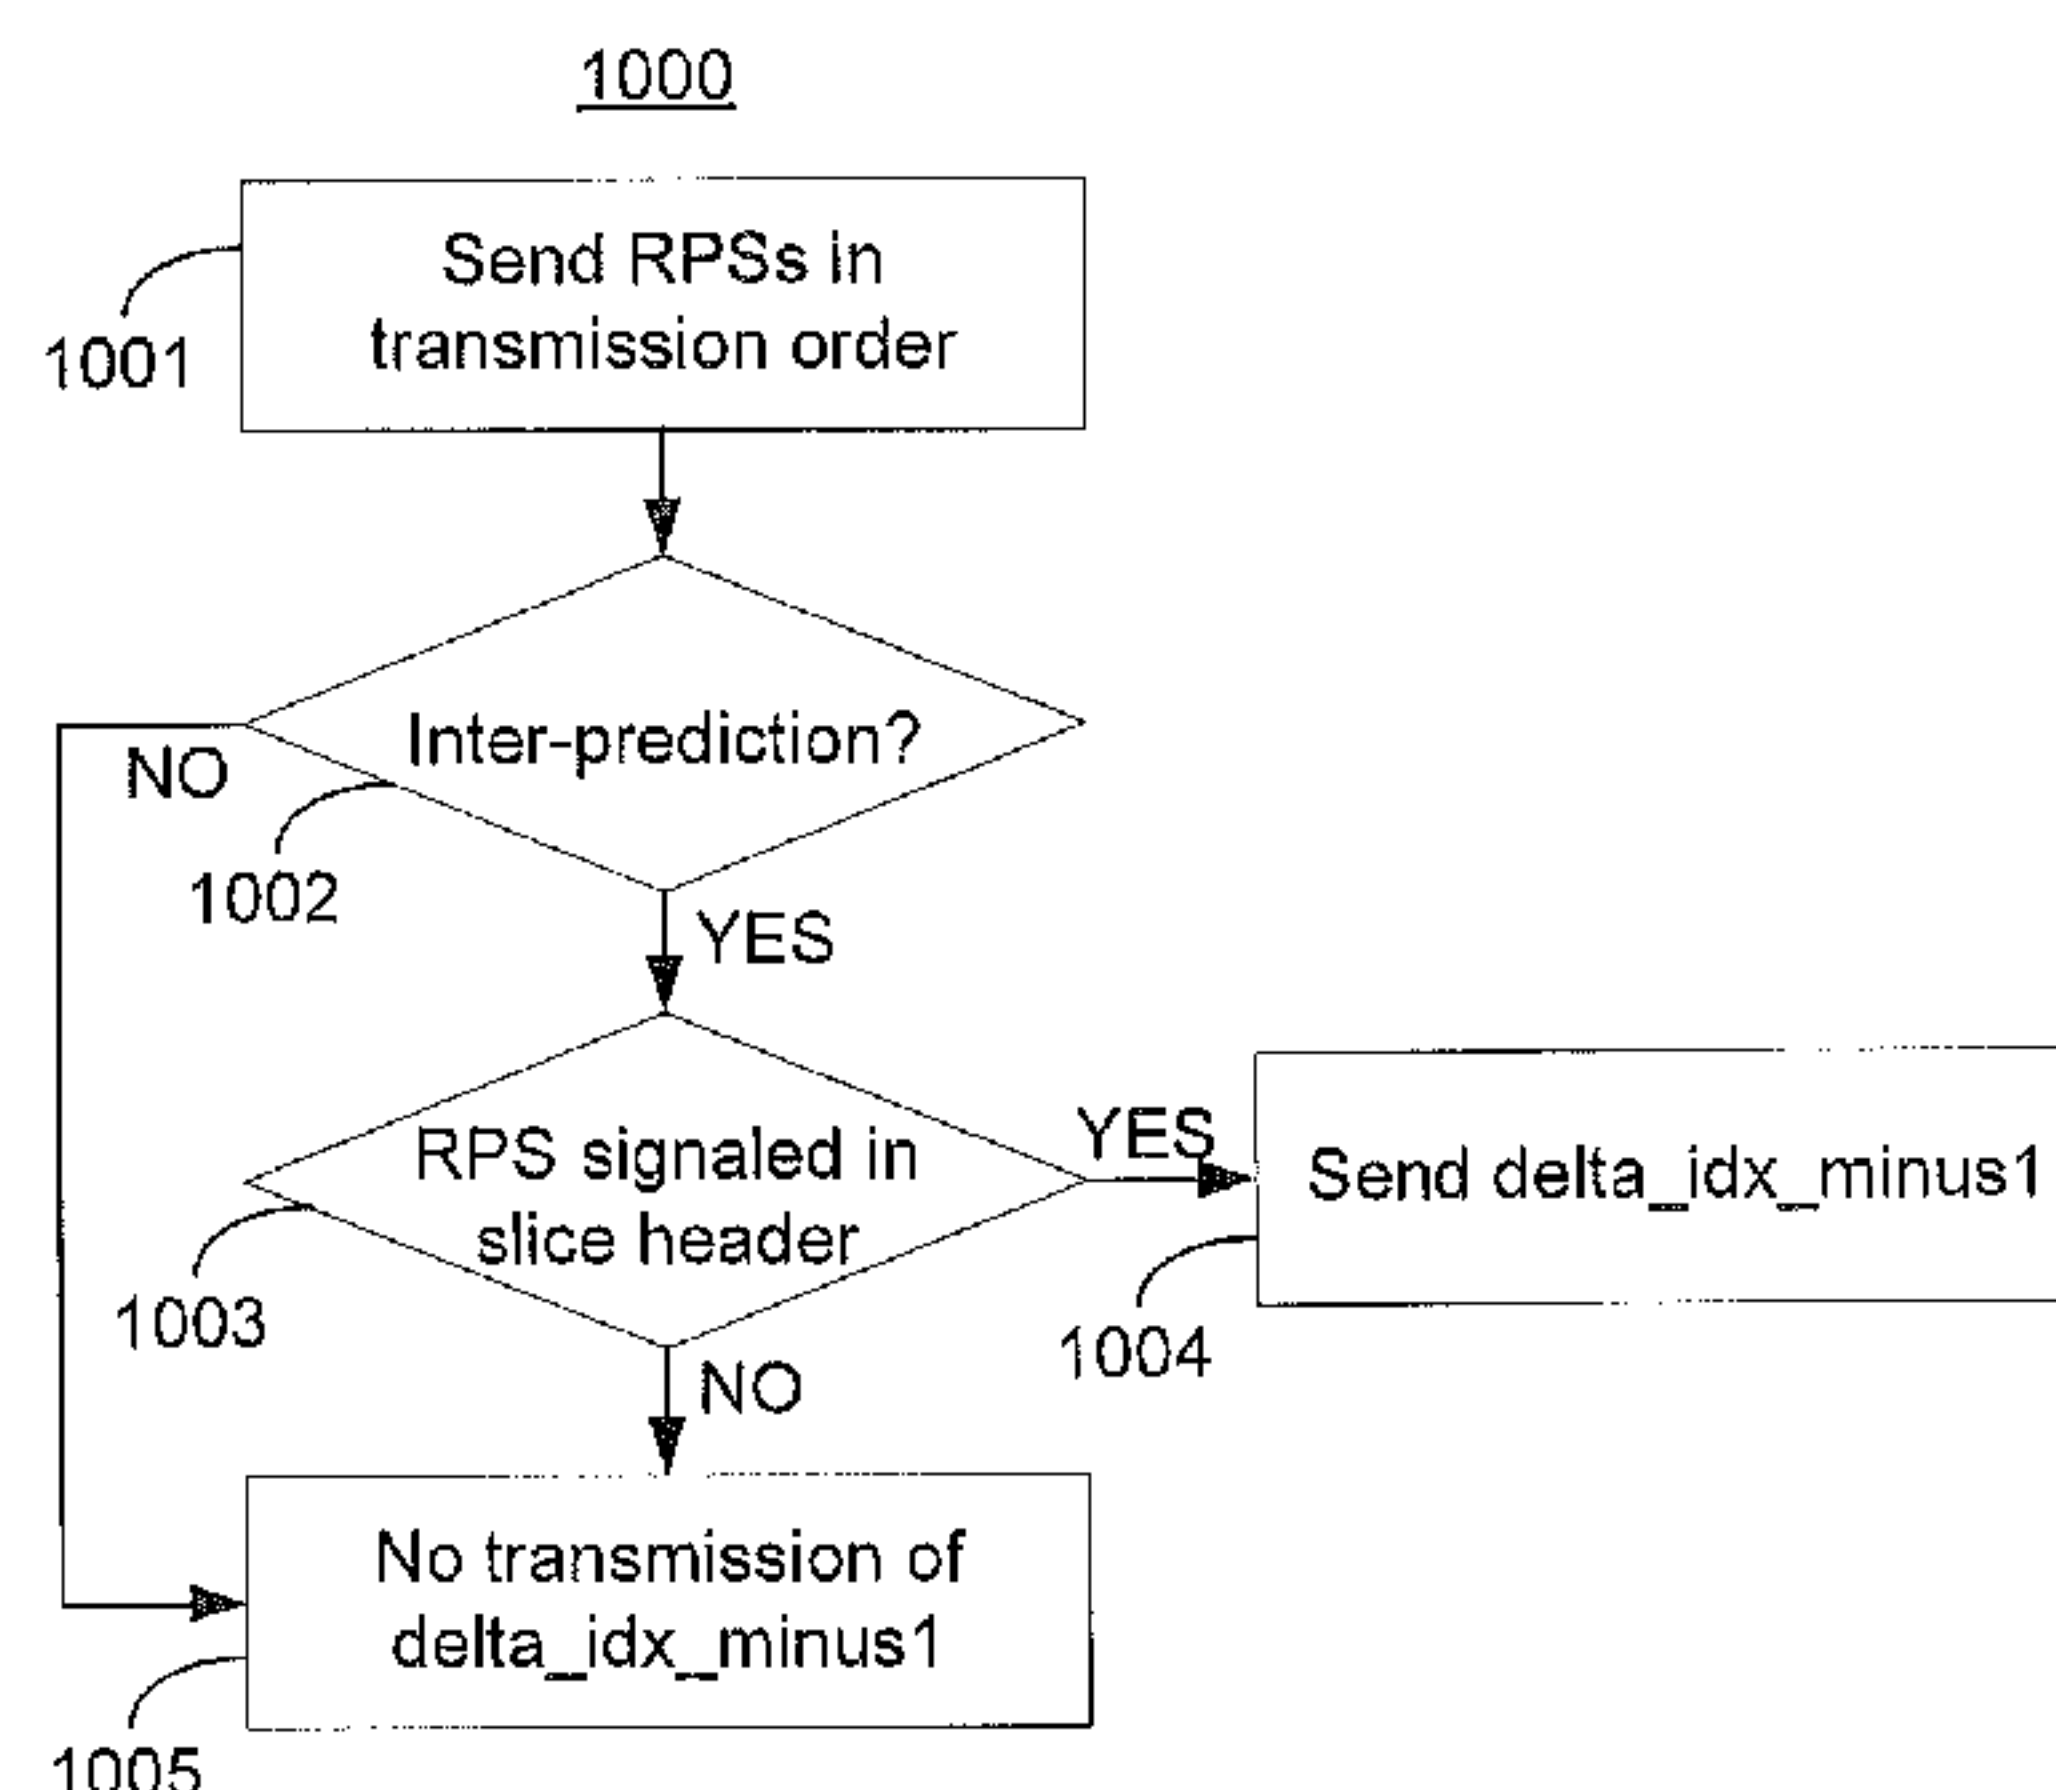 1000
Send RPSs in
transmission order
1001
Inter-prediction?
NO
1002
YES
RPS signaled in
slice header
YES
Send delta_idx_minus1
1003
1004
NO
No transmission of
delta_idx_minus1
1005